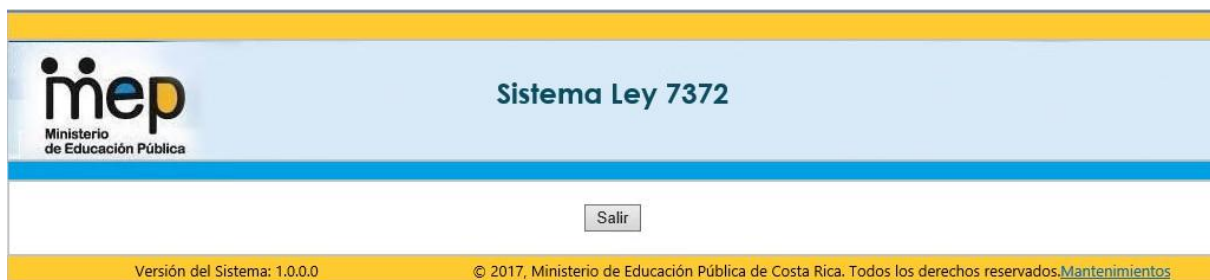 mep
Ministerio
de Educación Pública
Sistema Ley 7372
Salir
Versión del Sistema: 1.0.0.0
© 2017, Ministerio de Educación Pública de Costa Rica. Todos los derechos reservados.Mantenimientos